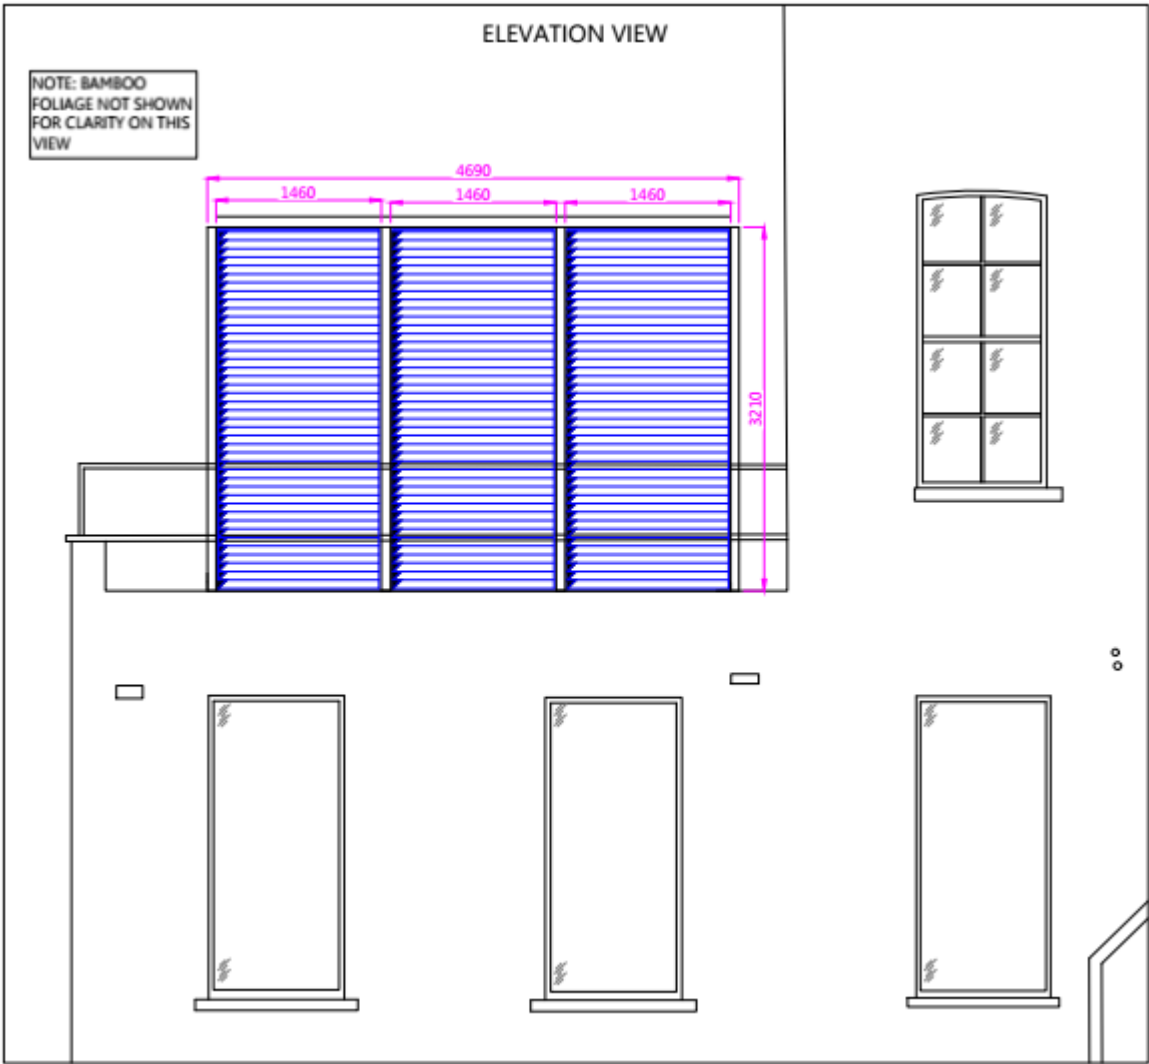 ELEVATION VIEW
NOTE: BAMBOO
FOLIAGE NOT SHOWN
FOR CLARITY ON THIS
VIEW
4690
1460
1460
1460
3210